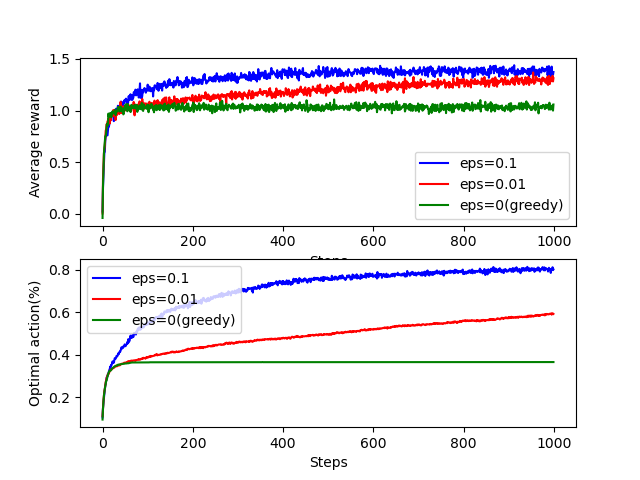 Average reward
1.5
1.0
0.5
0.0
eps=0.1
eps=0.01
eps=0(greedy)
0 200 400 600 800 1000
Steps
Optimal action(%)
0.8
0.6
0.4
0.2
eps=0.1
eps=0.01
eps=0(greedy)
0 200 400 600 800 1000
Steps